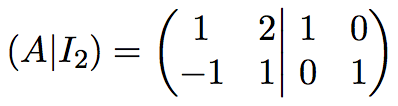 (A|I₂) = ( 1 2 | 1 0
-1 1 | 0 1 )